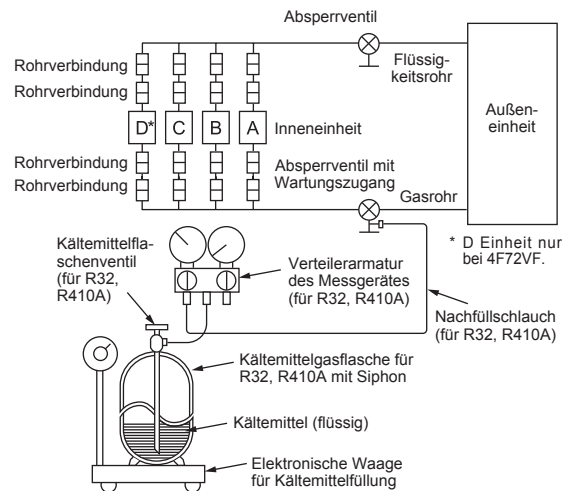 Absperrventil
Rohrverbindung
Rohrverbindung
Flüssig-
keitsrohr
Außen-
einheit
D*
C
B
A
Inneneinheit
Rohrverbindung
Rohrverbindung
Absperrventil mit
Wartungszugang
Gasrohr
* D Einheit nur
bei 4F72VF.
Kältemittelfla-
schenventil
(für R32,
R410A)
Verteilerarmatur
des Messgerätes
(für R32, R410A)
Nachfüllschlauch
(für R32, R410A)
Kältemittelgasflasche für
R32, R410A mit Siphon
Kältemittel (flüssig)
Elektronische Waage
für Kältemittelfüllung